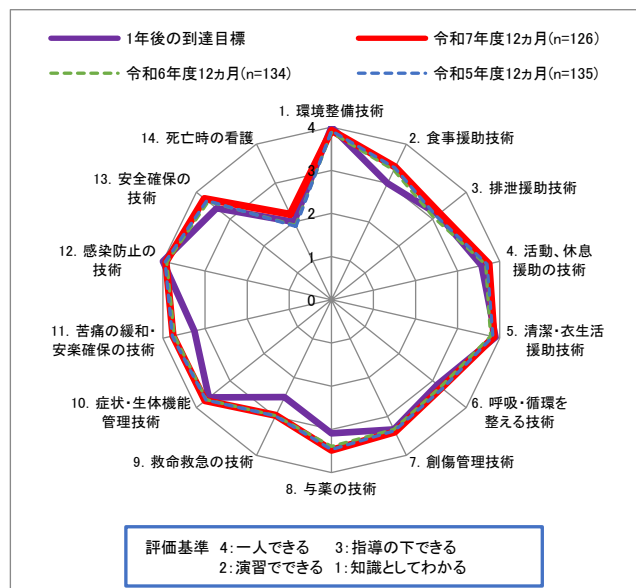 1年後の到達目標
令和7年度12ヵ月(n=126)
令和6年度12ヵ月(n=134)
令和5年度12ヵ月(n=135)
1. 環境整備技術
2. 食事援助技術
3. 排泄援助技術
4. 活動、休息
援助の技術
5. 清潔・衣生活
援助技術
6. 呼吸・循環を
整える技術
7. 創傷管理技術
8. 与薬の技術
9. 救命救急の技術
10. 症状・生体機能
管理技術
11. 苦痛の緩和・
安楽確保の技術
12. 感染防止の
技術
13. 安全確保の
技術
14. 死亡時の看護
4
3
2
1
0
評価基準 4:一人できる 3:指導の下できる
2:演習でできる 1:知識としてわかる